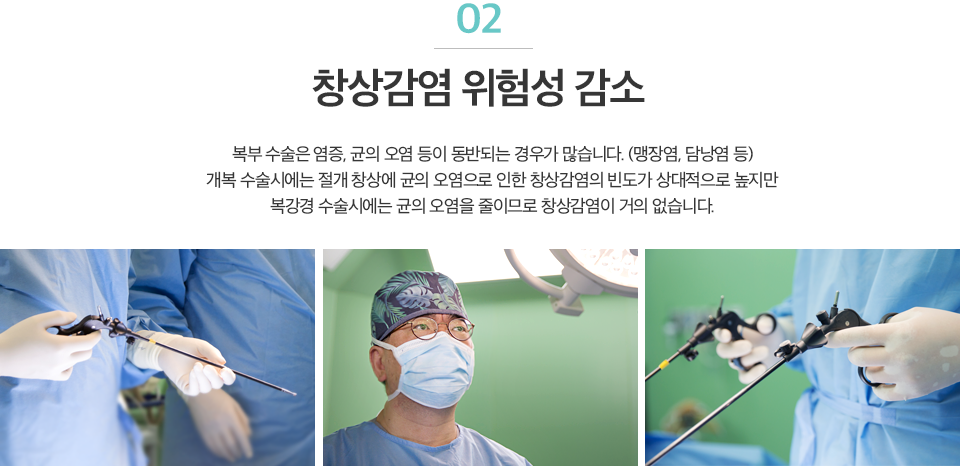 02
창상감염 위험성 감소
복부 수술은 염증, 균의 오염 등이 동반되는 경우가 많습니다. (맹장염, 담낭염 등)
개복 수술시에는 절개 창상에 균의 오염으로 인한 창상감염의 빈도가 상대적으로 높지만
복강경 수술시에는 균의 오염을 줄이므로 창상감염이 거의 없습니다.